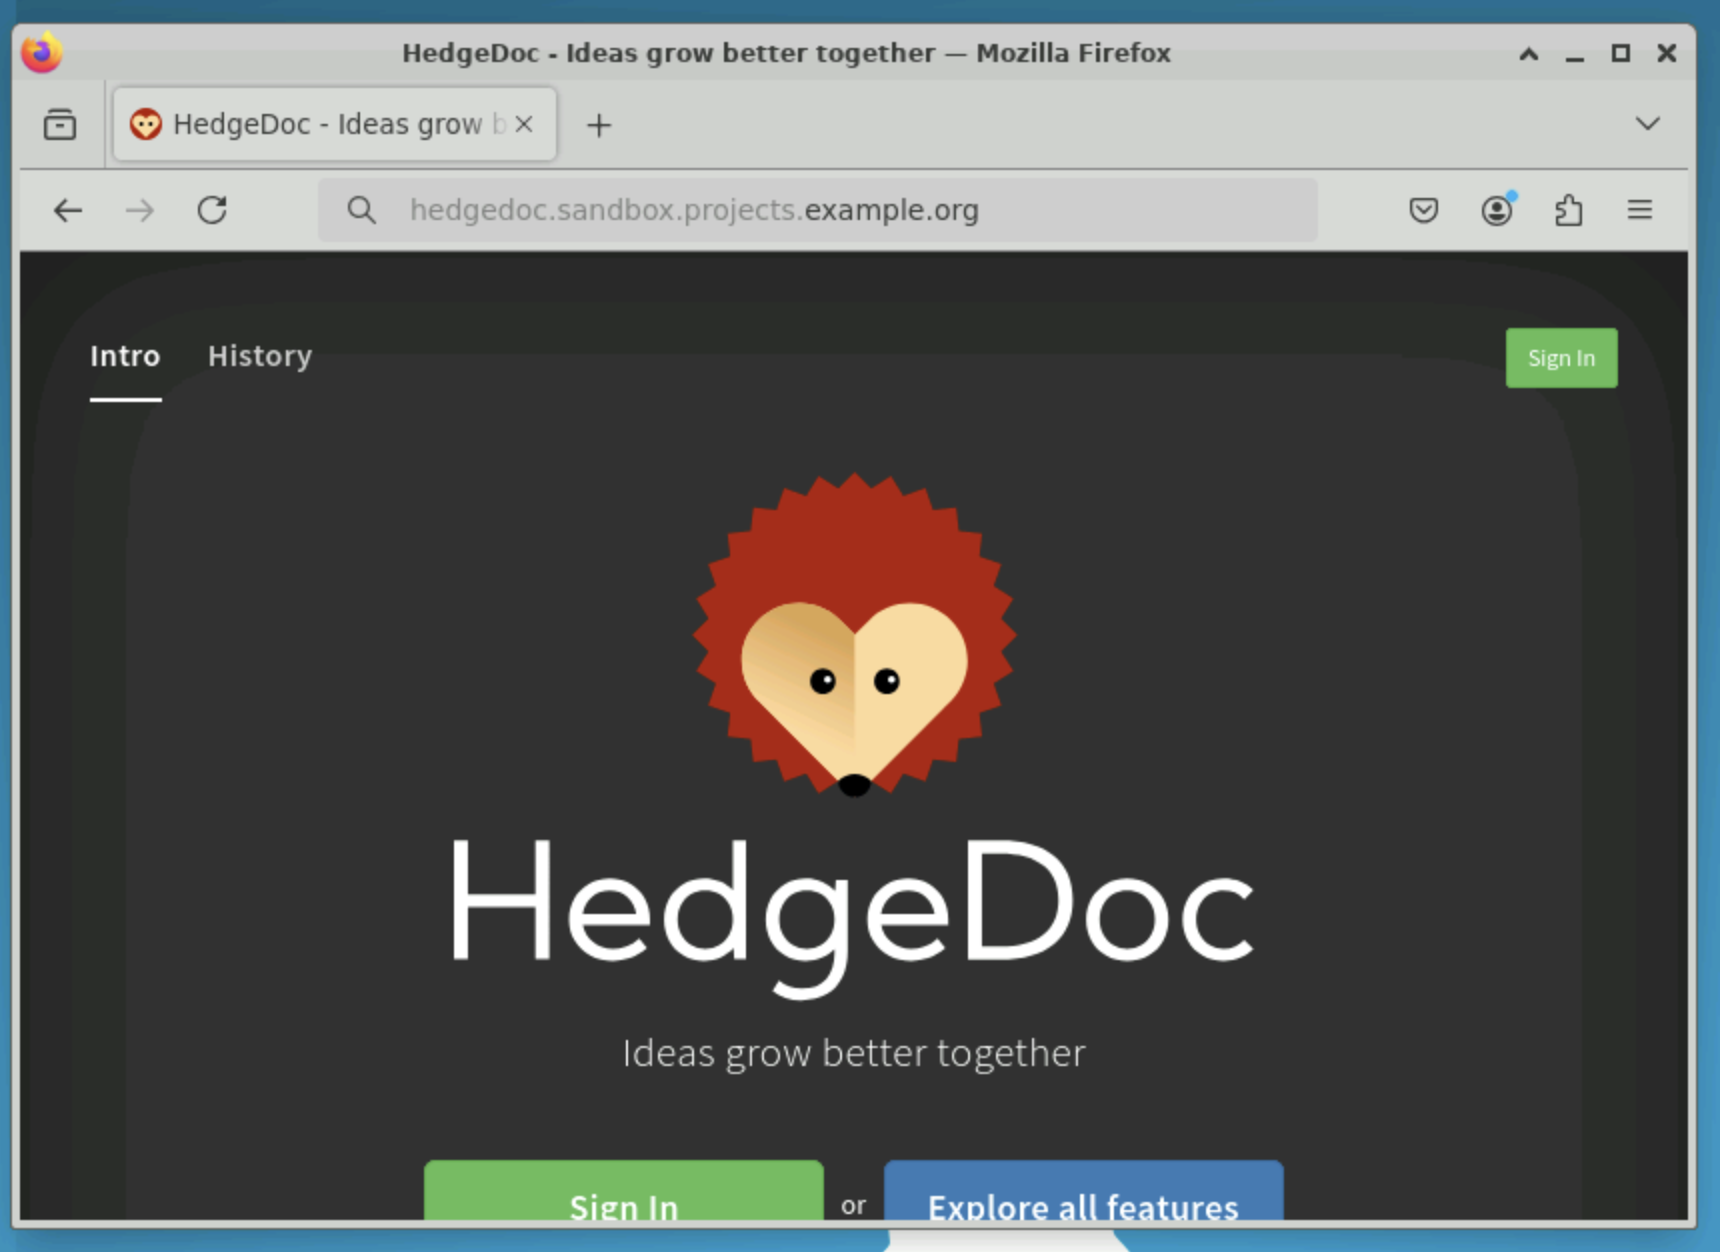 HedgeDoc - Ideas grow better together — Mozilla Firefox
HedgeDoc - Ideas grow b
hedgedoc.sandbox.projects.example.org
Intro History Sign In
HedgeDoc
Ideas grow better together
Sign In or Explore all features